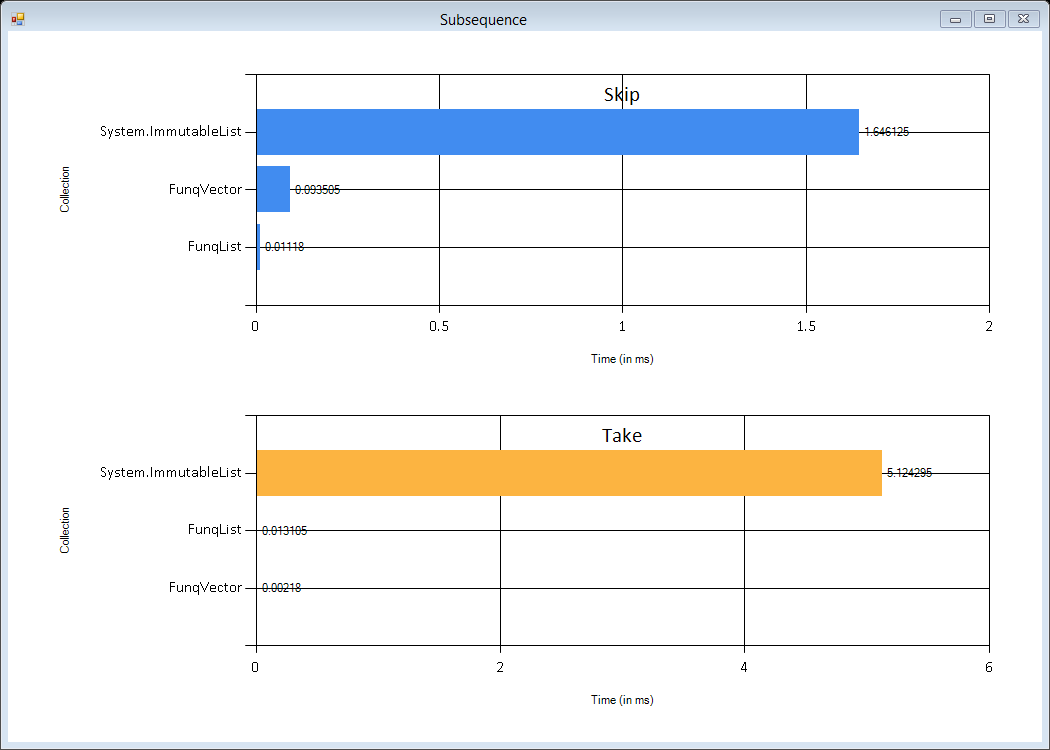 Subsequence
Skip
System.ImmutableList
1.646125
FunqVector
0.093505
FunqList
0.01118
Collection
0 0.5 1 1.5 2
Time (in ms)
Take
System.ImmutableList
5.124295
FunqList
0.013105
FunqVector
0.00218
Collection
0 2 4 6
Time (in ms)